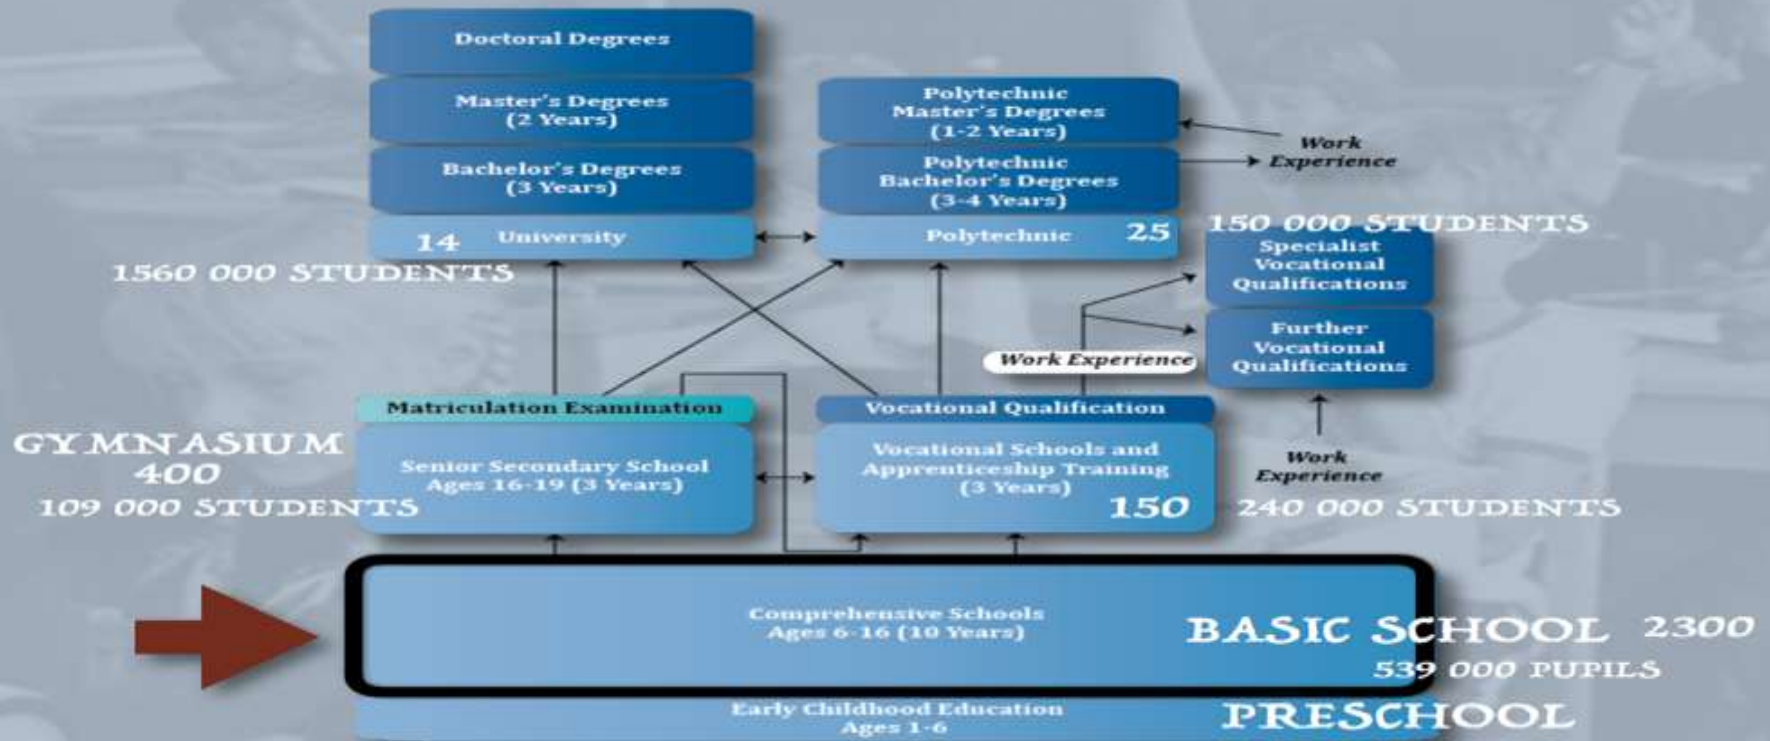 Doctoral Degrees
Master's Degrees
(2 Years)
Bachelor's Degrees
(3 Years)
14 University
1560 000 STUDENTS
Polytechnic
Master's Degrees
(1-2 Years)
Polytechnic
Bachelor's Degrees
(3-4 Years)
Polytechnic 25
Work
Experience
150 000 STUDENTS
Specialist
Vocational
Qualifications
Further
Vocational
Qualifications
Work Experience
Matriculation Examination
Vocational Qualification
GYMNASIUM
400
109 000 STUDENTS
Senior Secondary School
Ages 16-19 (3 Years)
Vocational Schools and
Apprenticeship Training
(3 Years)
150
Work
Experience
240 000 STUDENTS
Comprehensive Schools
Ages 6-16 (10 Years)
BASIC SCHOOL 2300
539 000 PUPILS
Early Childhood Education
Ages 1-6
PRESCHOOL